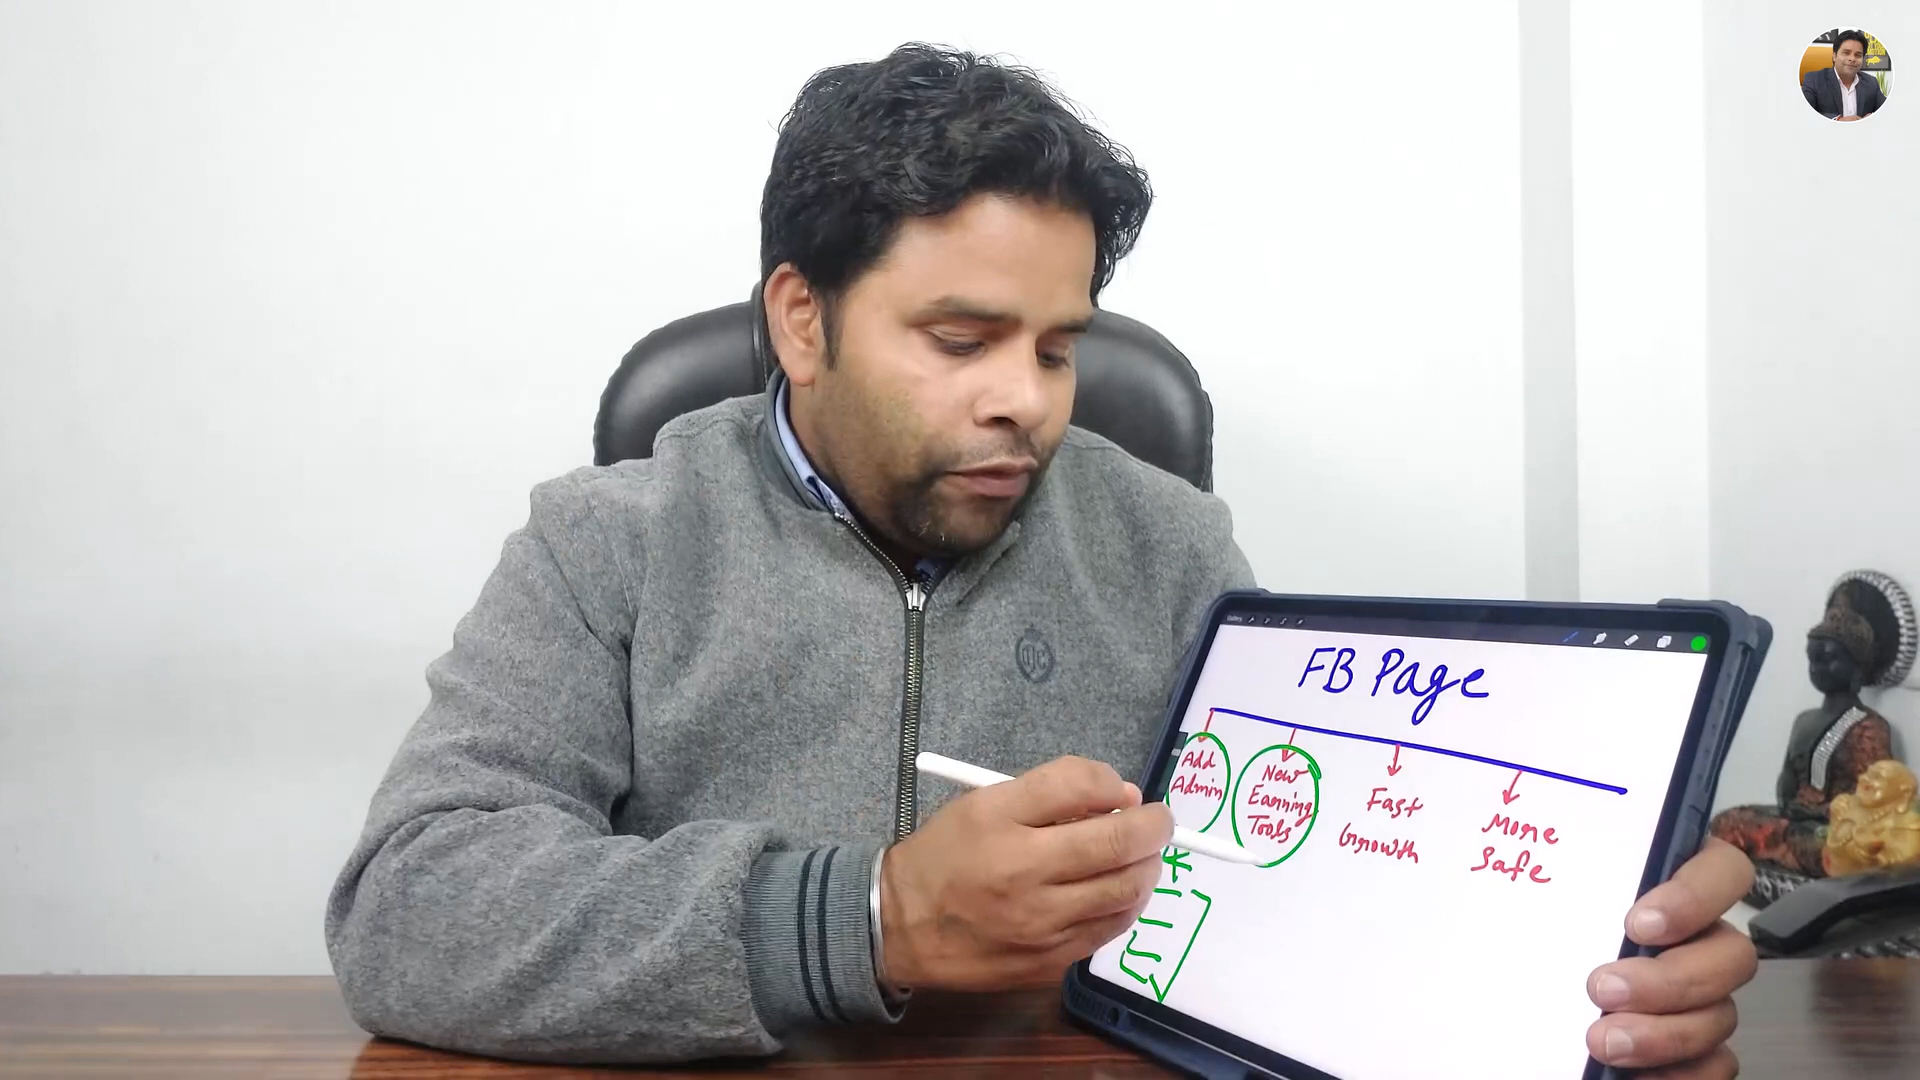 FB Page
Add
Admin
New
Earning
Tools
Fast
Growth
More
Safe